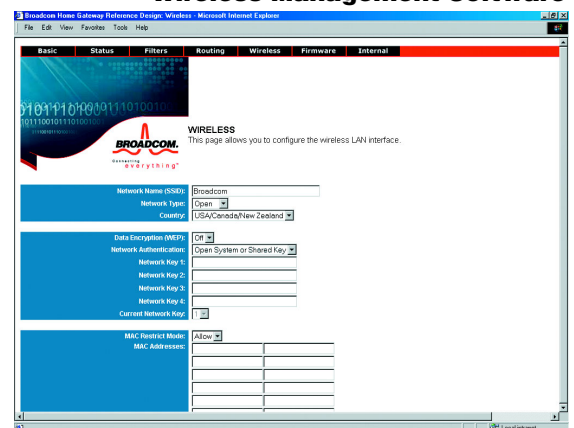 Wireless Management Software
Broadcom Home Gateway Reference Design: Wireless - Microsoft Internet Explorer
File Edit View Favorites Tools Help
Basic Status Filters Routing Wireless Firmware Internal
BROADCOM.
Connecting
everything®
WIRELESS
This page allows you to configure the wireless LAN interface.
Network Name (SSID): Broadcom
Network Type: Open
Country: USA/Canada/New Zealand
Data Encryption (WEP): Off
Network Authentication: Open System or Shared Key
Network Key 1:
Network Key 2:
Network Key 3:
Network Key 4:
Current Network Key: 1
MAC Restrict Mode: Allow
MAC Addresses:
Local intranet